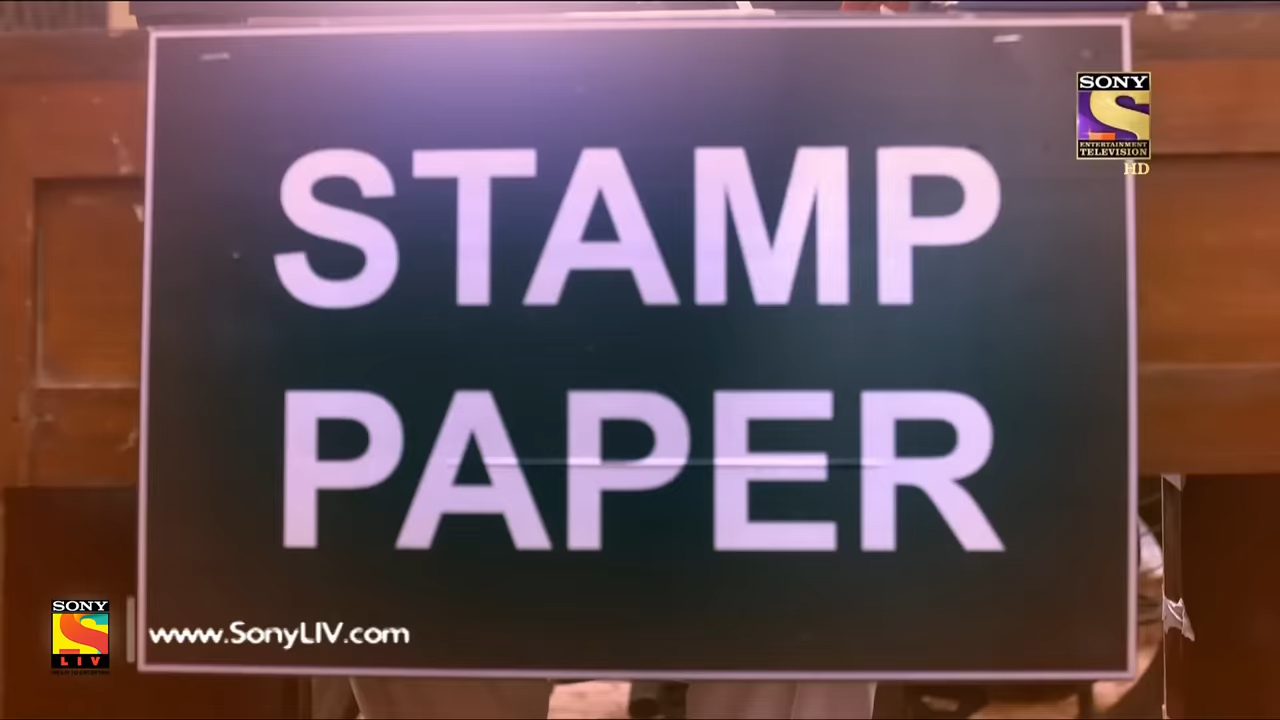 SONY
ENTERTAINMENT
TELEVISION
HD
STAMP
PAPER
SONY
LIV
www.SonyLIV.com